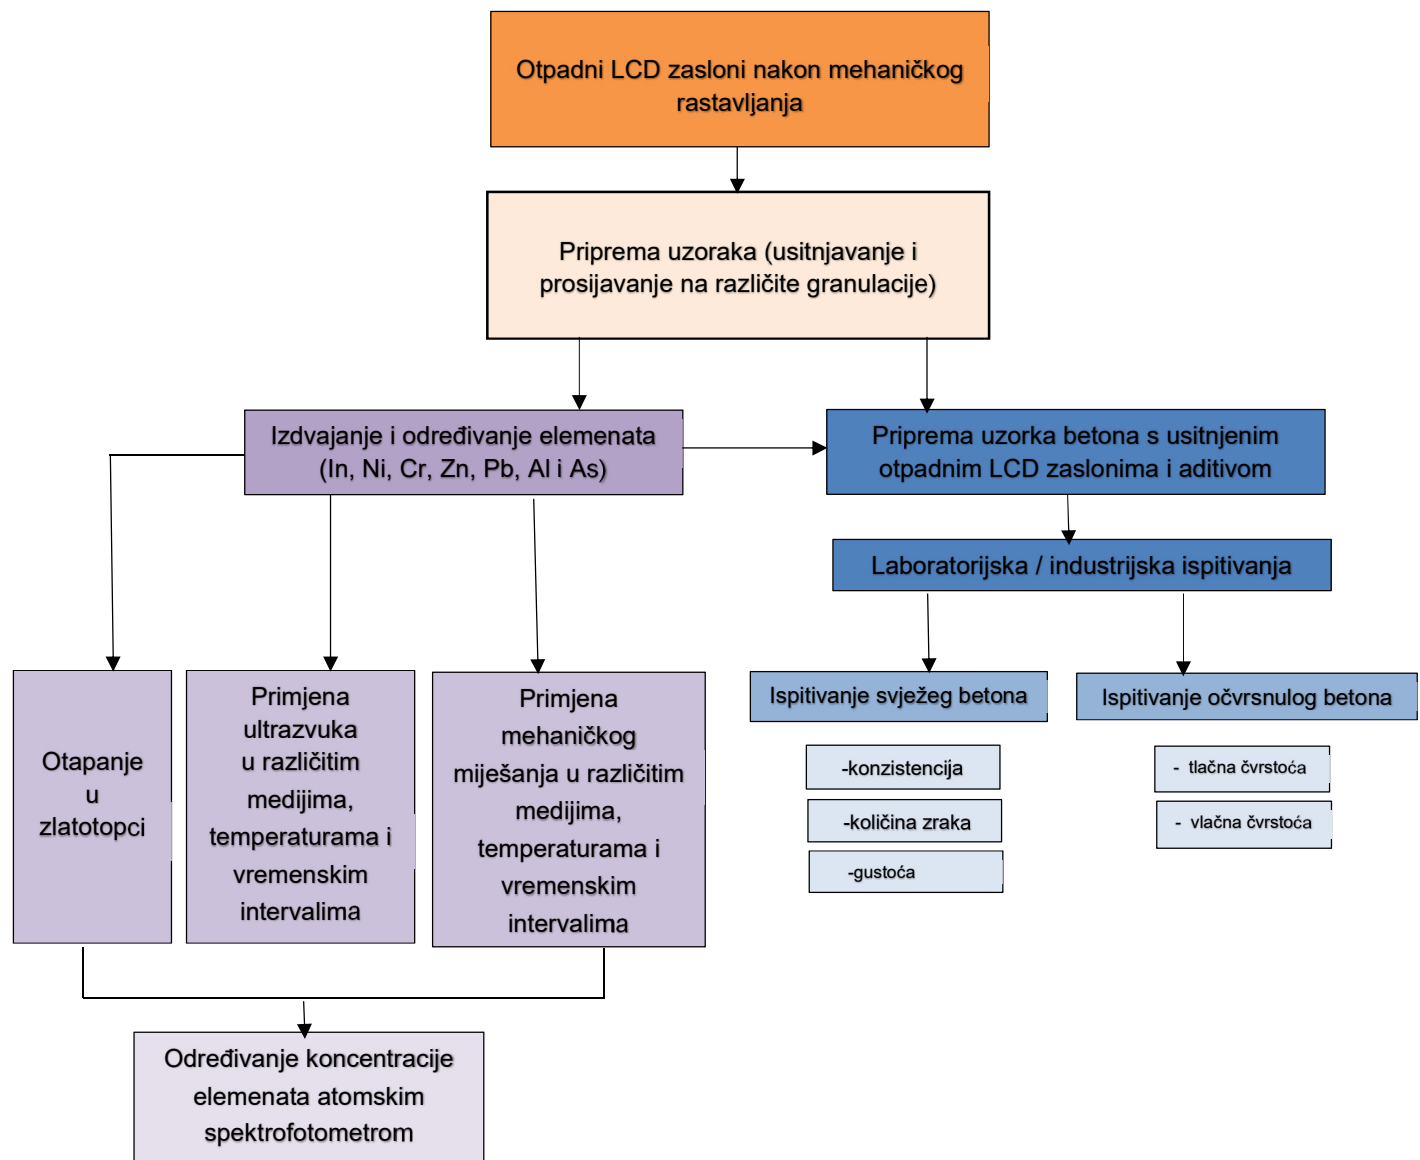 Otpadni LCD zasloni nakon mehaničkog
rastavljanja
Priprema uzoraka (usitnjavanje i
prosijavanje na različite granulacije)
Izdvajanje i određivanje elemenata
(In, Ni, Cr, Zn, Pb, Al i As)
Priprema uzorka betona s usitnjenim
otpadnim LCD zaslonima i aditivom
Laboratorijska / industrijska ispitivanja
Otapanje
u
zlatotopci
Primjena
ultrazvuka
u različitim
medijima,
temperaturama i
vremenskim
intervalima
Primjena
mehaničkog
miješanja u različitim
medijima,
temperaturama i
vremenskim
intervalima
Ispitivanje svježeg betona
-konzistencija
-količina zraka
-gustoća
Ispitivanje očvrsnulog betona
- tlačna čvrstoća
- vlačna čvrstoća
Određivanje koncentracije
elemenata atomskim
spektrofotometrom